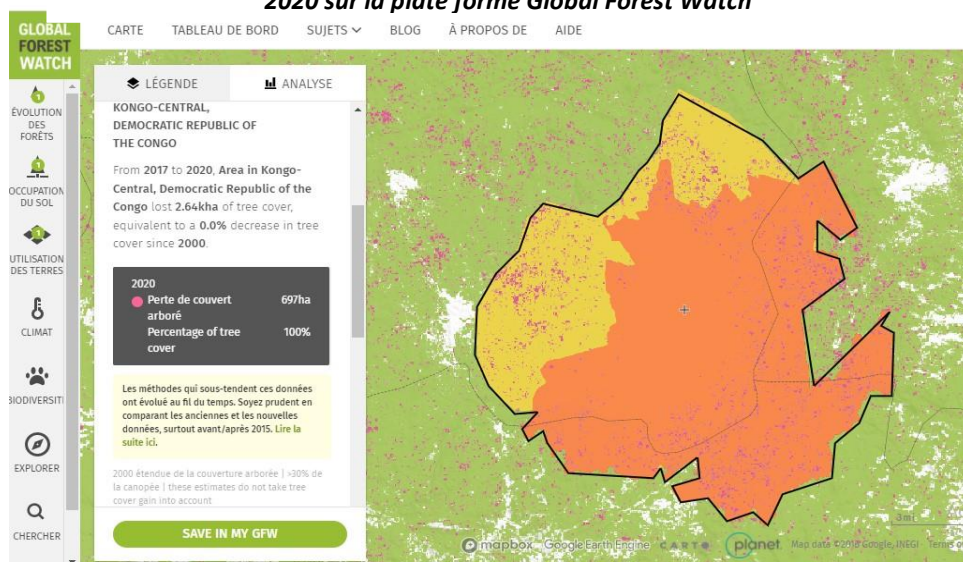 2020 sur la plate forme Global Forest Watch
GLOBAL
FOREST
WATCH
CARTE TABLEAU DE BORD SUJETS BLOG À PROPOS DE AIDE
LÉGENDE ANALYSE
1
ÉVOLUTION
DES
FORÊTS
1
OCCUPATION
DU SOL
1
UTILISATION
DES TERRES
CLIMAT
BIODIVERSITI
EXPLORER
CHERCHER
KONGO-CENTRAL,
DEMOCRATIC REPUBLIC OF
THE CONGO
From 2017 to 2020, Area in Kongo-
Central, Democratic Republic of the
Congo lost 2.64kha of tree cover,
equivalent to a 0.0% decrease in tree
cover since 2000.
2020
Perte de couvert 697ha
arboré
Percentage of tree 100%
cover
Les méthodes qui sous-tendent ces données
ont évolué au fil du temps. Soyez prudent en
comparant les anciennes et les nouvelles
données, surtout avant/après 2015. Lire la
suite ici.
2000 étendue de la couverture arborée | >30% de
la canopée | these estimates do not take tree
cover gain into account
SAVE IN MY GFW
3mi
mapbox Google Earth Engine CARTO planet. Map data ©2018 Google, INEGI Terms o